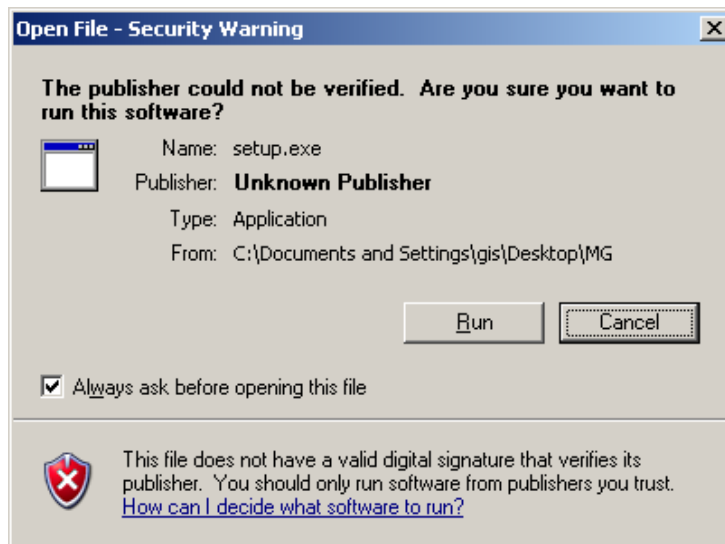 Open File - Security Warning
The publisher could not be verified.  Are you sure you want to
run this software?
Name: setup.exe
Publisher: Unknown Publisher
Type: Application
From: C:\Documents and Settings\gis\Desktop\MG
Run
Cancel
Always ask before opening this file
This file does not have a valid digital signature that verifies its
publisher.  You should only run software from publishers you trust.
How can I decide what software to run?